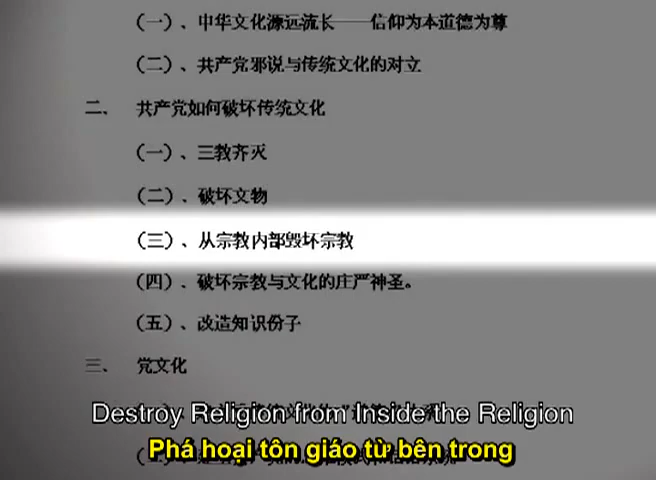 （一）、中华文化源远流长——信仰为本道德为尊
（二）、共产党邪说与传统文化的对立
二、 共产党如何破坏传统文化
（一）、三教齐灭
（二）、破坏文物
（三）、从宗教内部毁坏宗教
（四）、破坏宗教与文化的庄严神圣。
（五）、改造知识份子
三、 党文化
Destroy Religion from Inside the Religion
Phá hoại tôn giáo từ bên trong